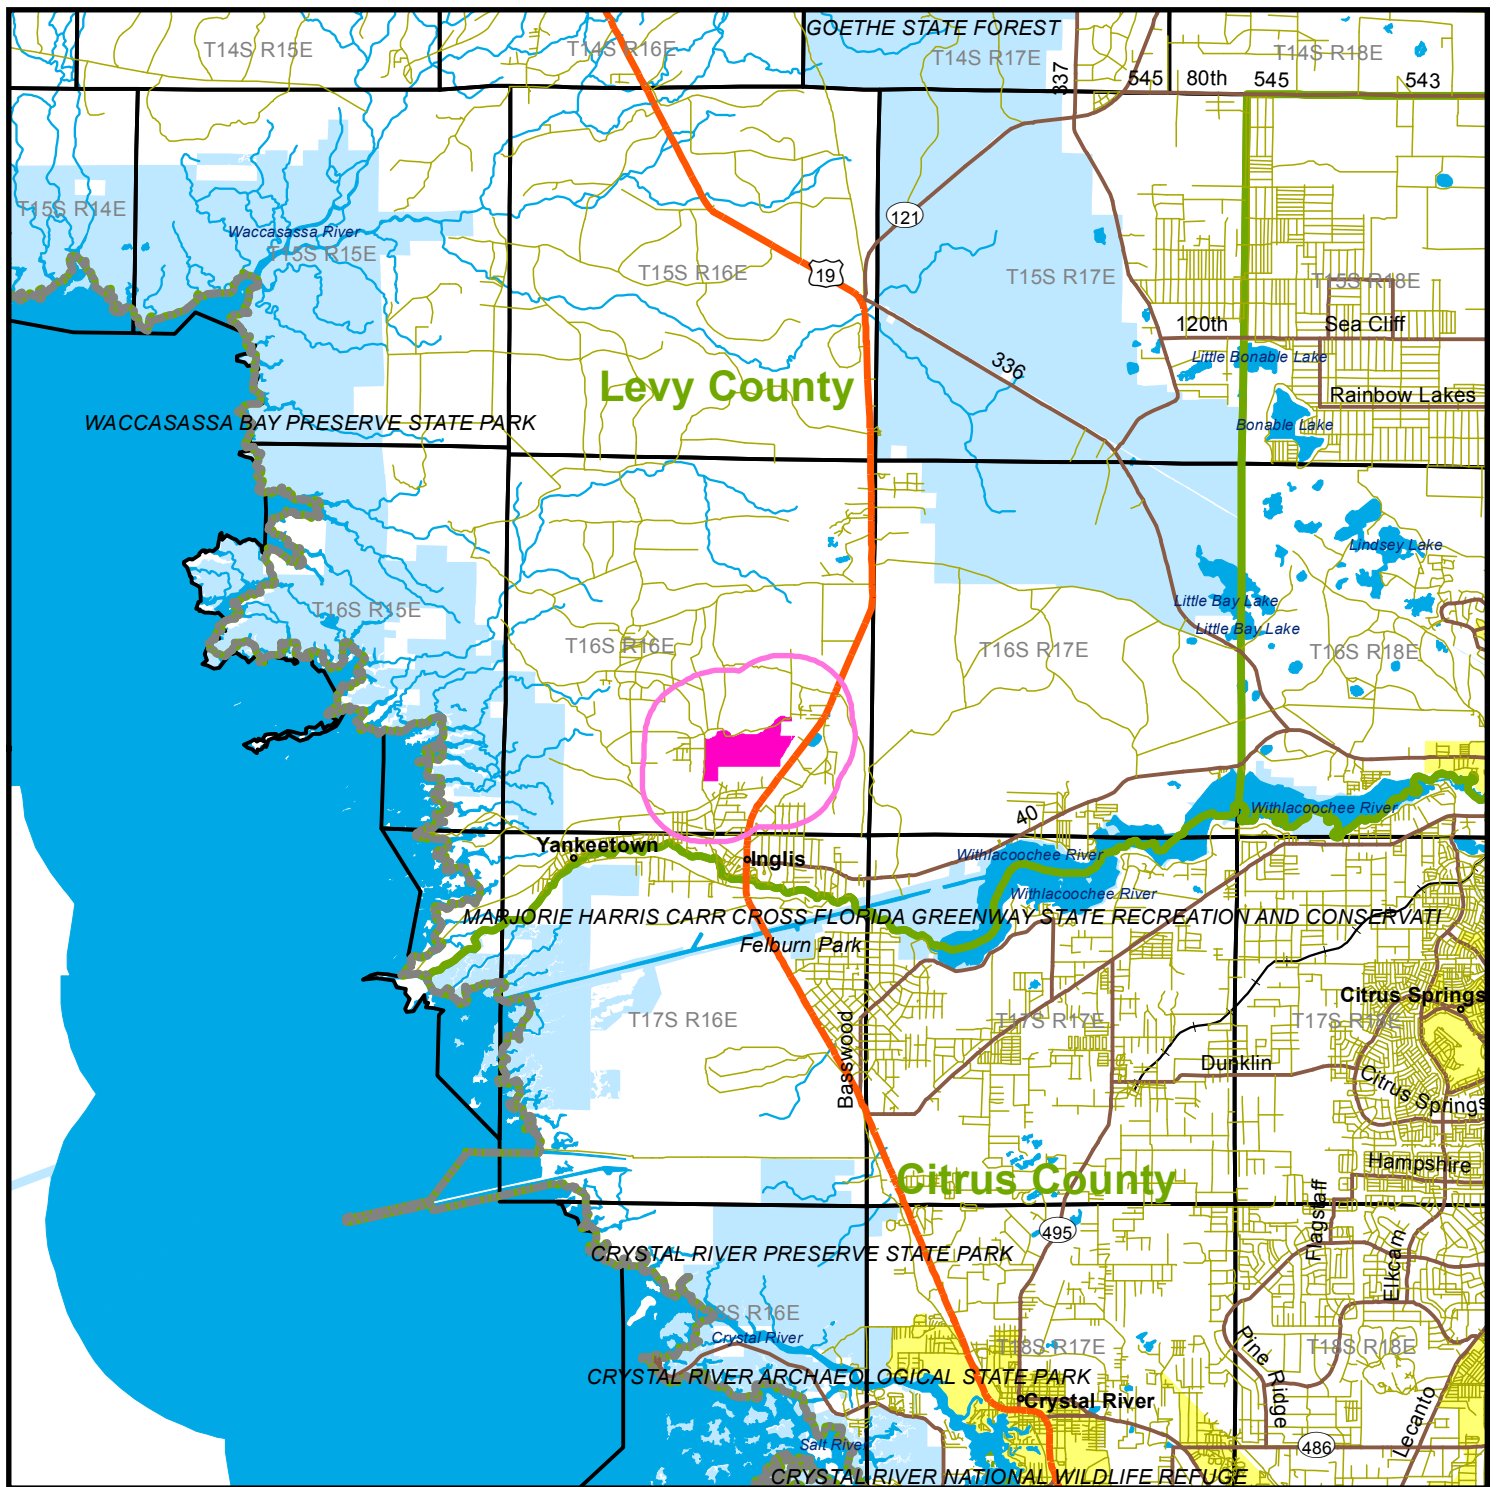 GOETHE STATE FOREST
T14S R15E
T14S R16E
T14S R17E
T14S R18E
337
545
80th
545
543
T15S R14E
121
Waccasassa River
T15S R15E
T15S R16E
19
T15S R17E
T15S R18E
120th
Sea Cliff
336
Little Bonable Lake
Levy County
Rainbow Lakes
WACCASASSA BAY PRESERVE STATE PARK
Bonable Lake
Lindsey Lake
T16S R15E
Little Bay Lake
Little Bay Lake
T16S R16E
T16S R17E
T16S R18E
40
Withlacoochee River
Yankeetown
Inglis
Withlacoochee River
Withlacoochee River
MARJORIE HARRIS CARR CROSS FLORIDA GREENWAY STATE RECREATION AND CONSERVATI
Felburn Park
Citrus Springs
T17S R16E
T17S R17E
T17S R18E
Basswood
Dunklin
Citrus Springs
Hampshire
Citrus County
Flagstaff
495
CRYSTAL RIVER PRESERVE STATE PARK
Elkcam
T18S R16E
Crystal River
T18S R17E
Pine Ridge
T18S R18E
CRYSTAL RIVER ARCHAEOLOGICAL STATE PARK
Crystal River
Lecanto
Salt River
486
CRYSTAL RIVER NATIONAL WILDLIFE REFUGE